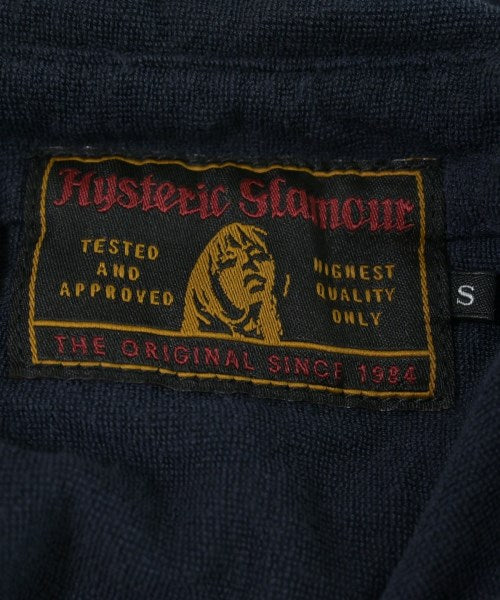 Hysteric Glamour
TESTED
AND
APPROVED
HIGHEST
QUALITY
ONLY
S
THE ORIGINAL SINCE 1984